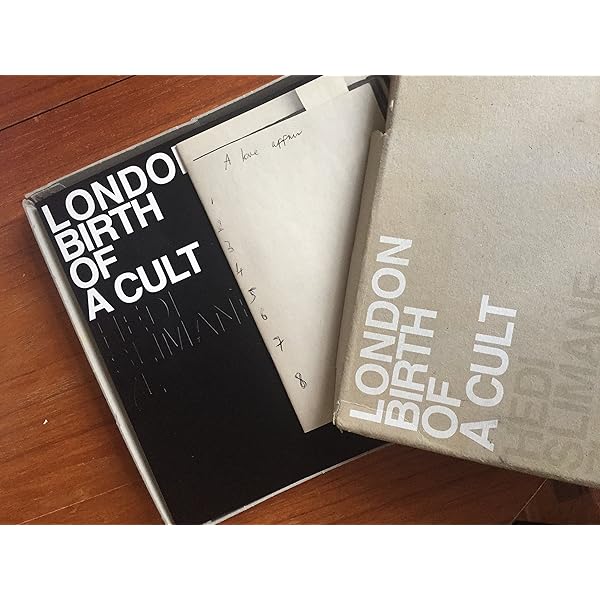 LONDO
BIRTH
OF
A CULT
HEDI
SLIMANE
A love affair
1
2
3
4
5
6
7
8
LONDON
BIRTH
OF
A CULT
HEDI
SLIMANE